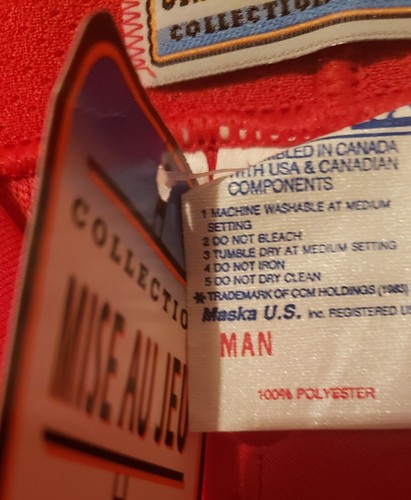 COLLECTION
BLED IN CANADA
WITH USA & CANADIAN
COMPONENTS
1 MACHINE WASHABLE AT MEDIUM
SETTING
2 DO NOT BLEACH
3 TUMBLE DRY AT MEDIUM SETTING
4 DO NOT IRON
5 DO NOT DRY CLEAN
* TRADEMARK OF CCM HOLDINGS (1983)
Maska U.S. Inc. REGISTERED US
MAN
100% POLYESTER
COLLECTIO
MISE AU JEU